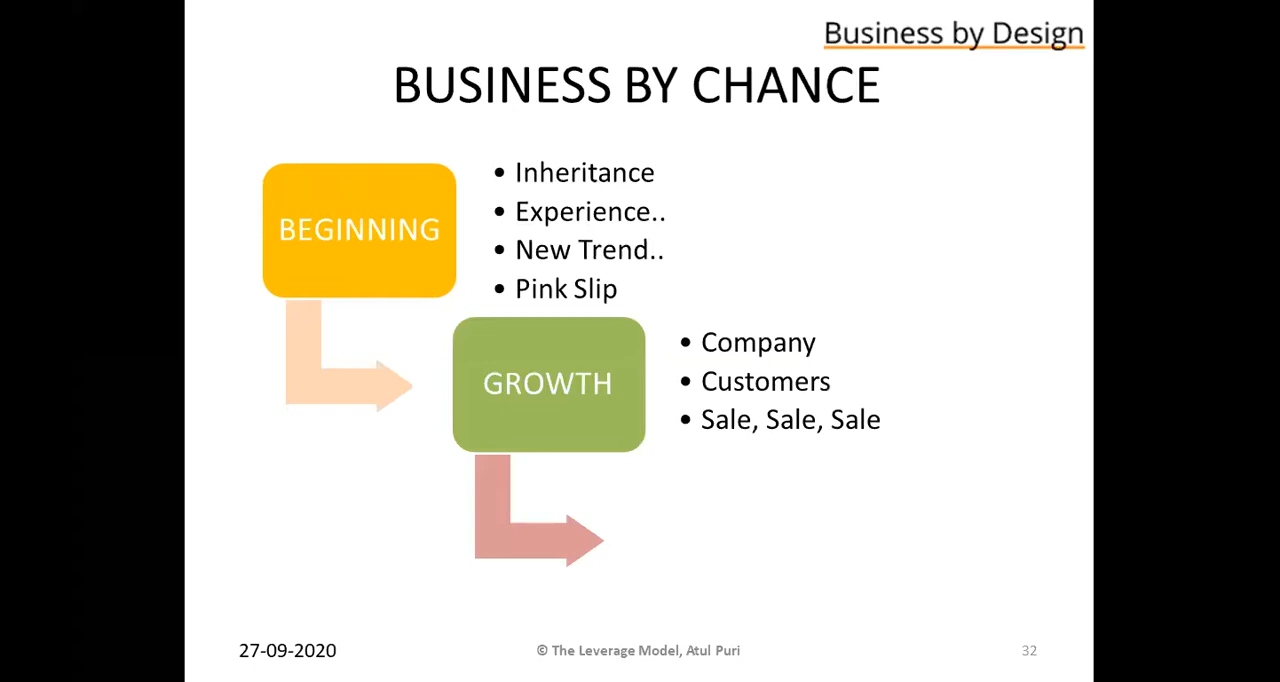 Business by Design
BUSINESS BY CHANCE
BEGINNING
• Inheritance
• Experience..
• New Trend..
• Pink Slip
GROWTH
• Company
• Customers
• Sale, Sale, Sale
27-09-2020
© The Leverage Model, Atul Puri
32